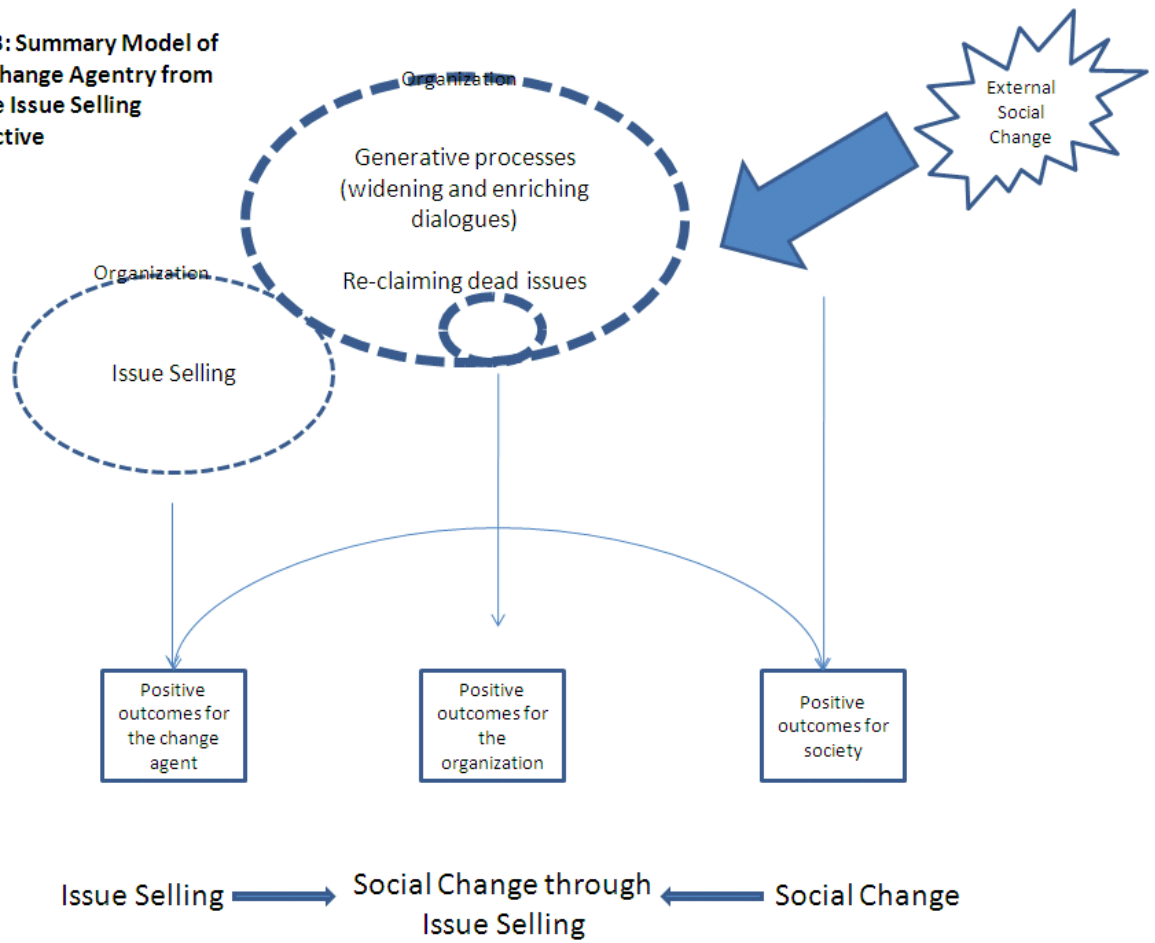 : Summary Model of
hange Agentry from
Issue Selling
ctive
Organization
Generative processes
(widening and enriching
dialogues)
Re-claiming dead issues
External
Social
Change
Organization
Issue Selling
Positive
outcomes for
the change
agent
Positive
outcomes for
the
organization
Positive
outcomes for
society
Issue Selling
Social Change through
Issue Selling
Social Change